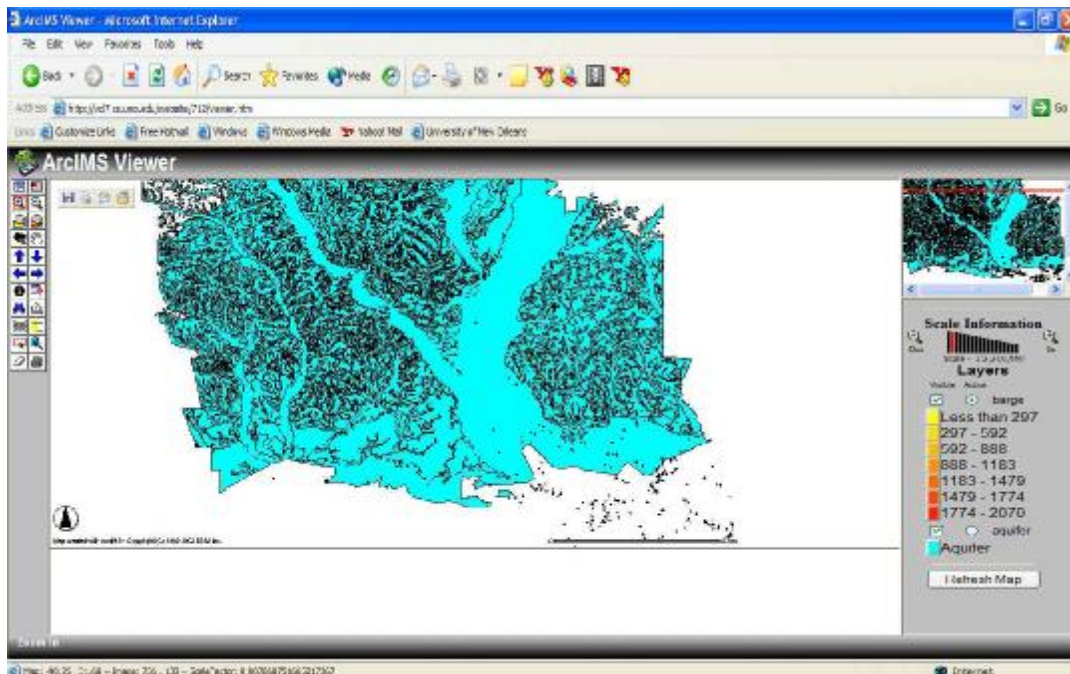 ArcIMS Viewer - Microsoft Internet Explorer
File Edit View Favorites Tools Help
Back Search Favorites Media
Address Go
Links Customize Links Free Hotmail Windows Windows Media Yahoo! Mail University of New Orleans
ArcIMS Viewer
Scale Information
Layers
Visible Active
barge
Less than 297
297 - 592
592 - 888
888 - 1183
1183 - 1479
1479 - 1774
1774 - 2070
aquifer
Aquifer
Refresh Map
Zoom In
Internet